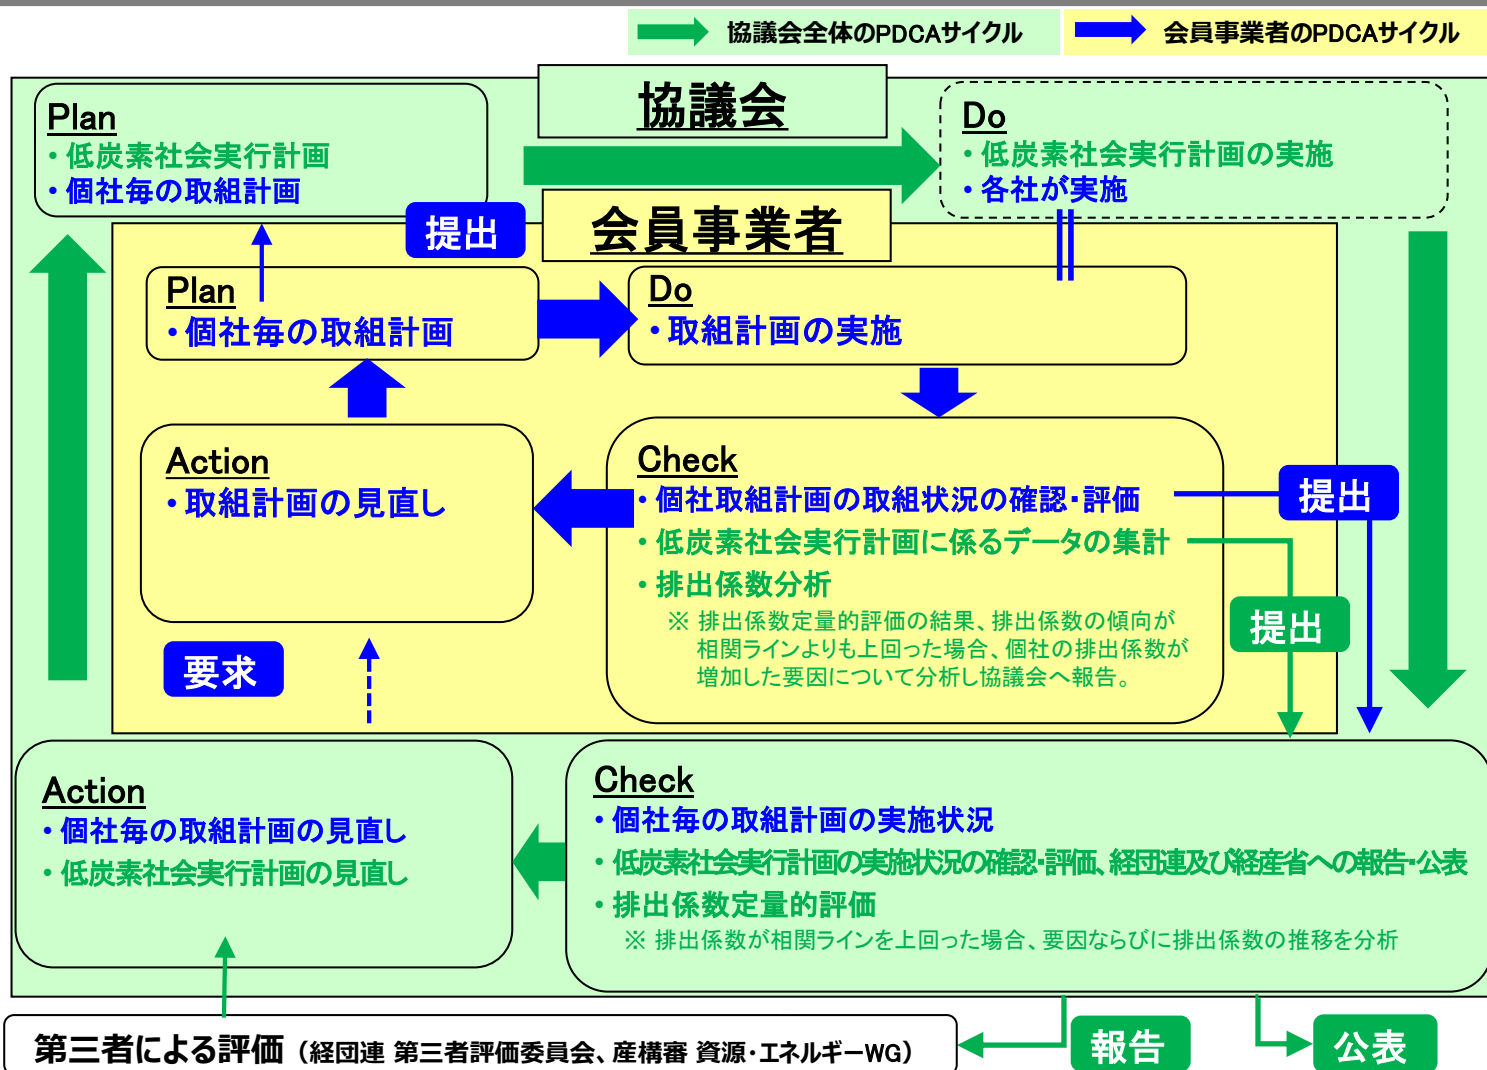 協議会全体のPDCAサイクル
会員事業者のPDCAサイクル
協議会
Plan
・低炭素社会実行計画
・個社毎の取組計画
Do
・低炭素社会実行計画の実施
・各社が実施
提出
会員事業者
Plan
・個社毎の取組計画
Do
・取組計画の実施
Action
・取組計画の見直し
Check
・個社取組計画の取組状況の確認・評価
・低炭素社会実行計画に係るデータの集計
・排出係数分析
※ 排出係数定量的評価の結果、排出係数の傾向が
相関ラインよりも上回った場合、個社の排出係数が
増加した要因について分析し協議会へ報告。
提出
提出
要求
Action
・個社毎の取組計画の見直し
・低炭素社会実行計画の見直し
Check
・個社毎の取組計画の実施状況
・低炭素社会実行計画の実施状況の確認・評価、経団連及び経産省への報告・公表
・排出係数定量的評価
※ 排出係数が相関ラインを上回った場合、要因ならびに排出係数の推移を分析
第三者による評価（経団連 第三者評価委員会、産構審 資源・エネルギーWG）
報告
公表